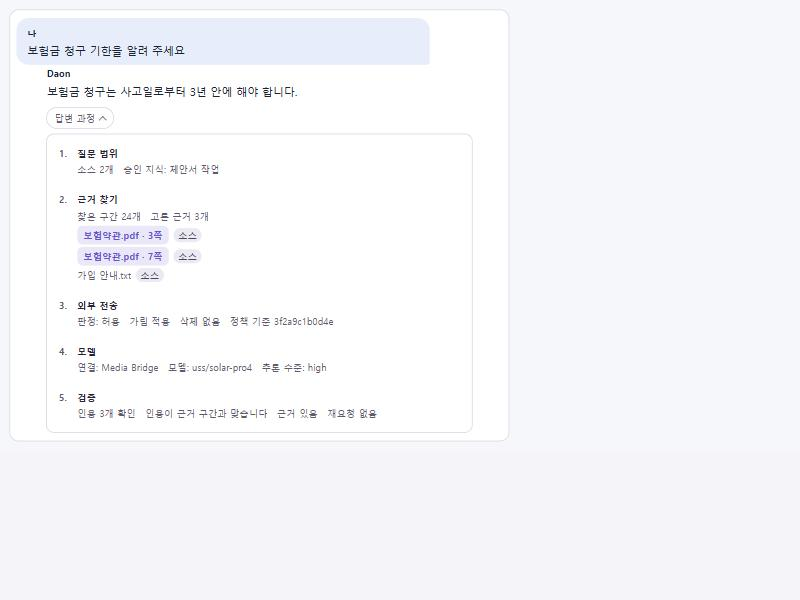 나
보험금 청구 기한을 알려 주세요
Daon
보험금 청구는 사고일로부터 3년 안에 해야 합니다.
답변 과정
1. 질문 범위
소스 2개 승인 지식: 제안서 작업
2. 근거 찾기
찾은 구간 24개 고른 근거 3개
보험약관.pdf · 3쪽 소스
보험약관.pdf · 7쪽 소스
가입 안내.txt 소스
3. 외부 전송
판정: 허용 가림 적용 삭제 없음 정책 기준 3f2a9c1b0d4e
4. 모델
연결: Media Bridge 모델: uss/solar-pro4 추론 수준: high
5. 검증
인용 3개 확인 인용이 근거 구간과 맞습니다 근거 있음 재요청 없음